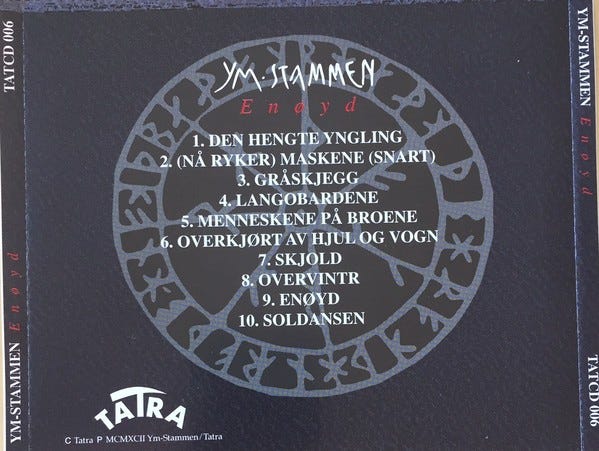 TATCD 006
YM-STAMMEN Enøyd
YM·STAMMEN
Enøyd
1. DEN HENGTE YNGLING
2. (NÅ RYKER) MASKENE (SNART)
3. GRÅSKJEGG
4. LANGOBARDENE
5. MENNESKENE PÅ BROENE
6. OVERKJØRT AV HJUL OG VOGN
7. SKJOLD
8. OVERVINTR
9. ENØYD
10. SOLDANSEN
TATRA
C Tatra P MCMXCII Ym-Stammen/Tatra
YM-STAMMEN Enøyd
TATCD 006